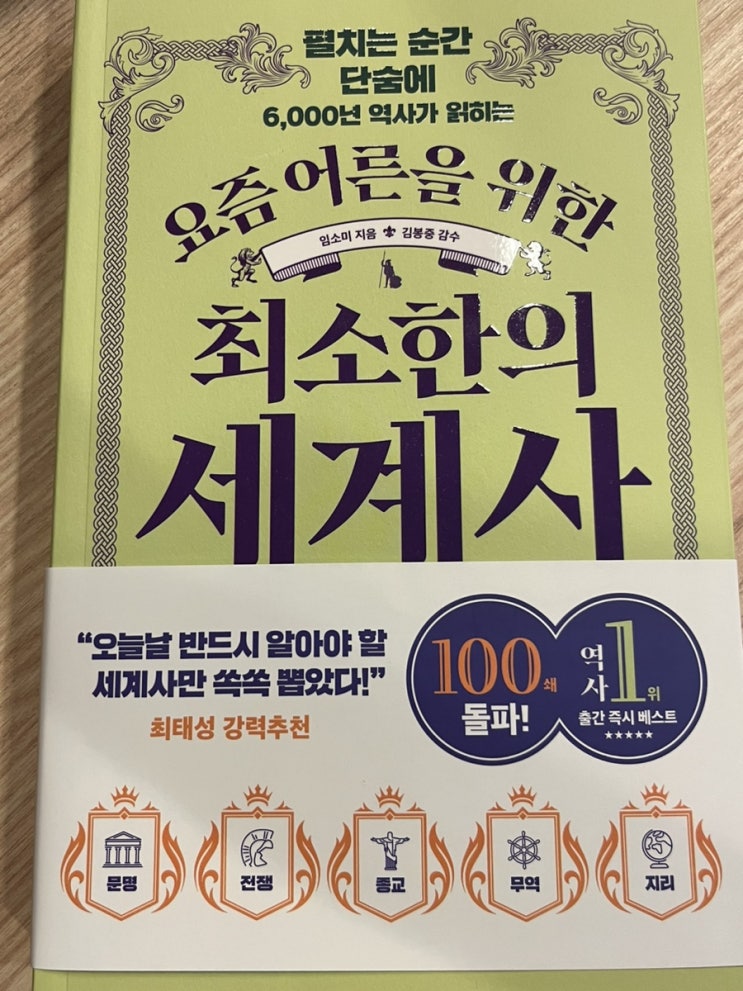 펼치는 순간
단숨에
6,000년 역사가 읽히는
요즘 어른을 위한
임소미 지음 김봉중 감수
최소한의
세계사
“오늘날 반드시 알아야 할
세계사만 쏙쏙 뽑았다!”
최태성 강력추천
100쇄
돌파!
역사 1위
출간 즉시 베스트
★★★★★
문명
전쟁
종교
무역
지리